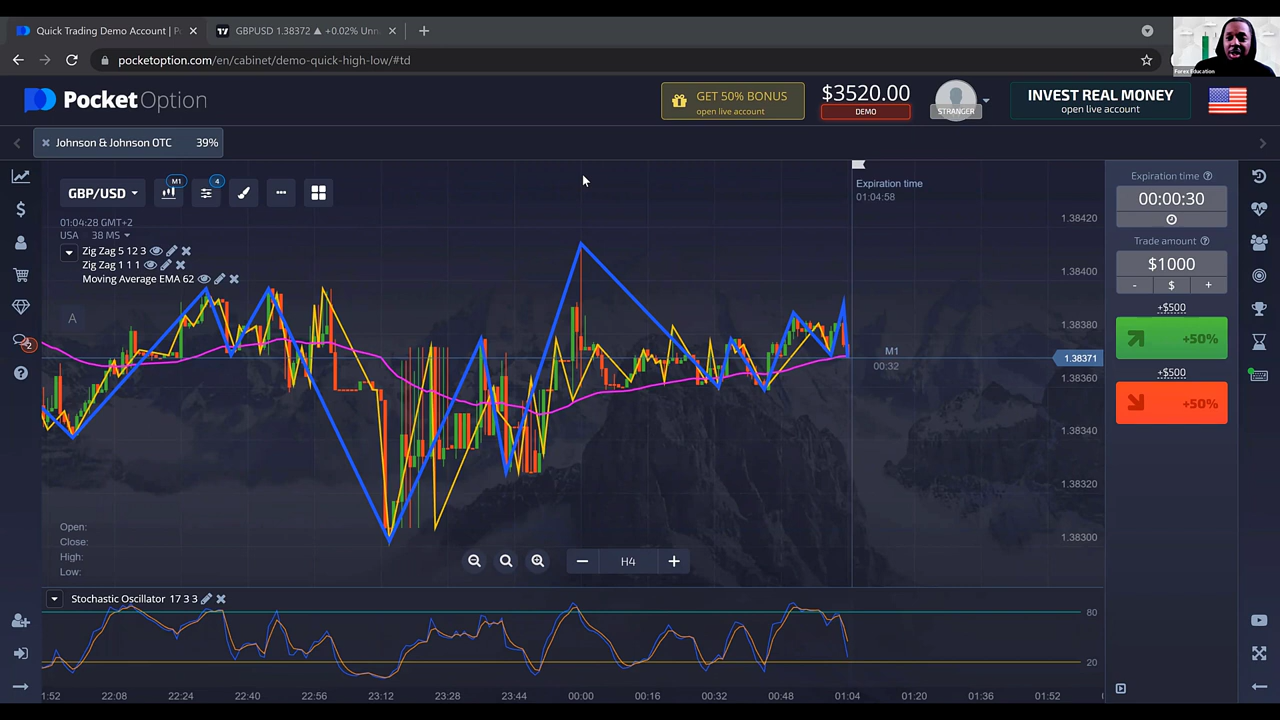 Quick Trading Demo Account | P
GBPUSD 1.38372 ▲ +0.02% Unn
pocketoption.com/en/cabinet/demo-quick-high-low/#td
Forex Education
PocketOption
GET 50% BONUS
open live account
$3520.00
DEMO
STRANGER
INVEST REAL MONEY
open live account
Johnson & Johnson OTC 39%
GBP/USD
M1
4
01:04:28 GMT+2
USA 38 MS
Zig Zag 5 12 3
Zig Zag 1 1 1
Moving Average EMA 62
A
Expiration time
01:04:58
M1
00:32
1.38420
1.38400
1.38380
1.38371
1.38360
1.38340
1.38320
1.38300
Expiration time
00:00:30
Trade amount
$1000
- $ +
+$500
+50%
+$500
+50%
2
Open:
Close:
High:
Low:
− H4 +
Stochastic Oscillator 17 3 3
80
20
1:52 22:08 22:24 22:40 22:56 23:12 23:28 23:44 00:00 00:16 00:32 00:48 01:04 01:20 01:36 01:52